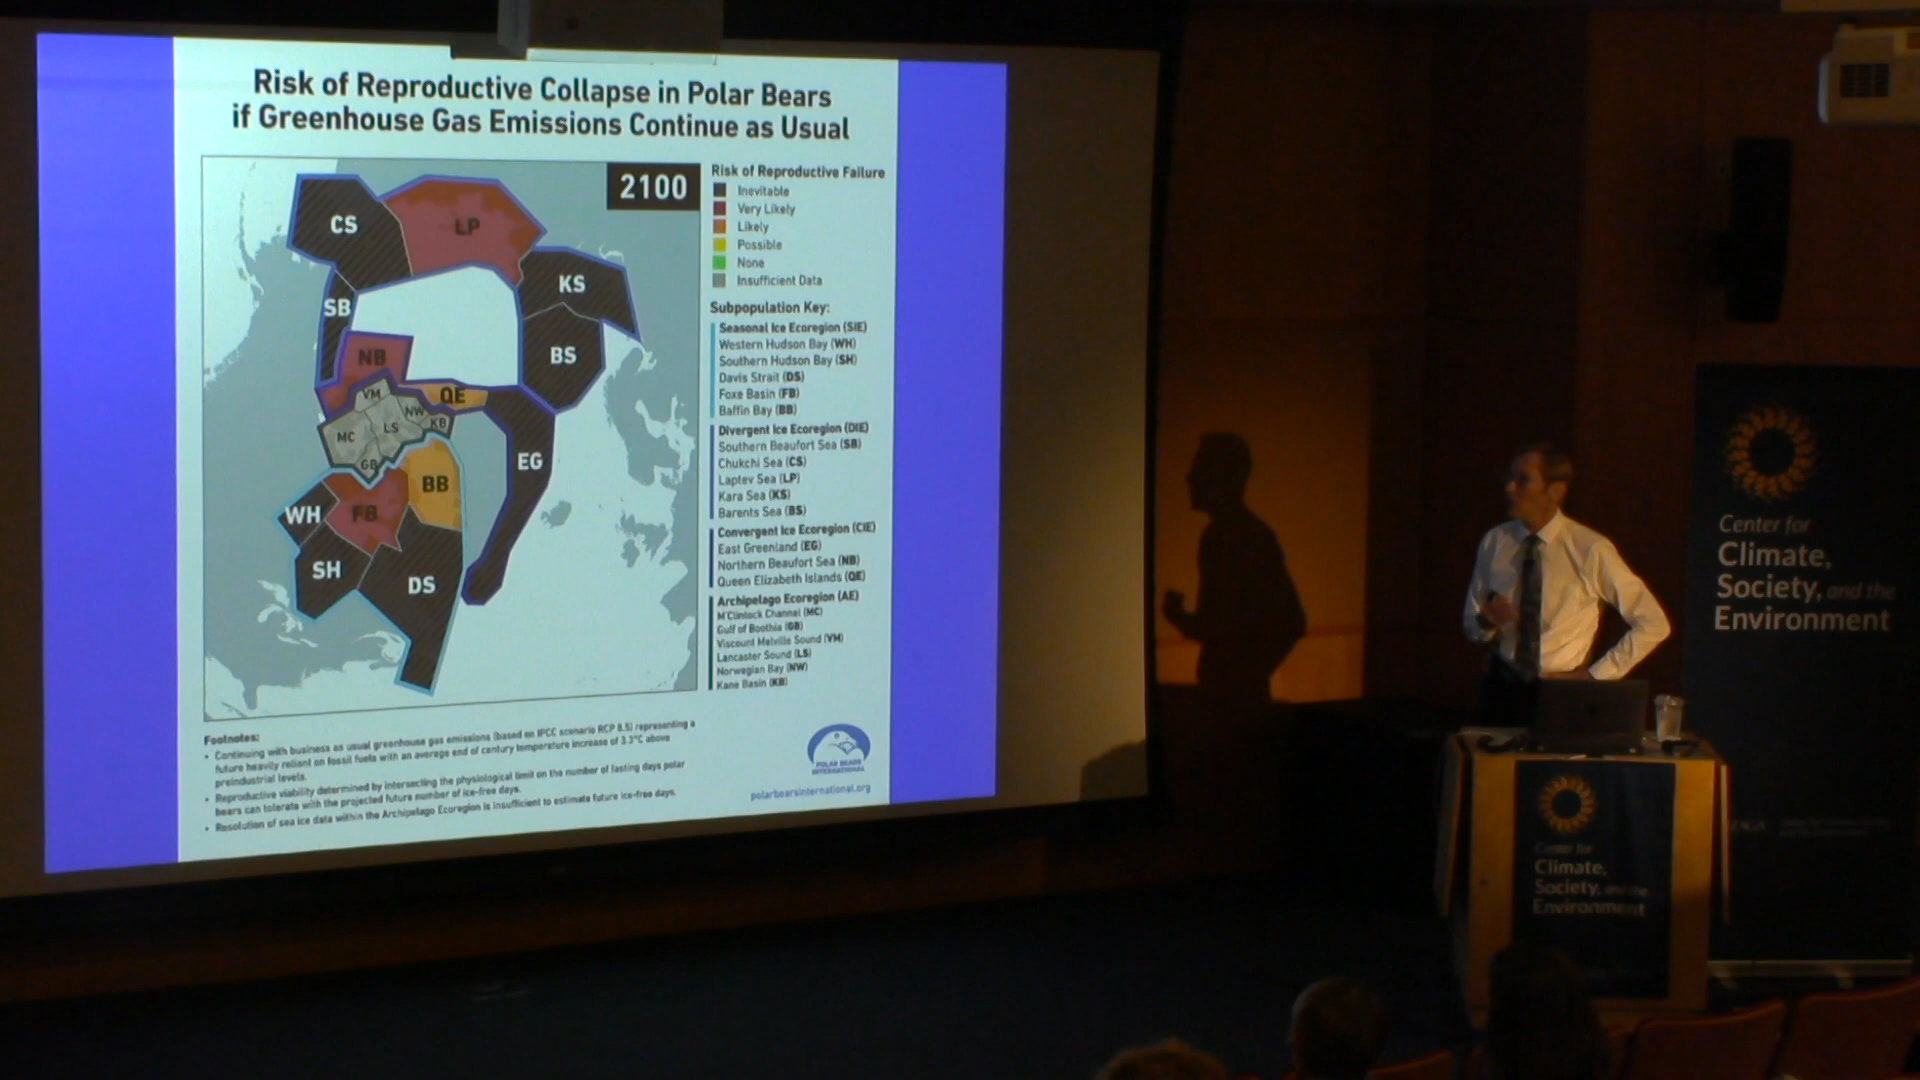 Risk of Reproductive Collapse in Polar Bears
if Greenhouse Gas Emissions Continue as Usual
2100
CS
LP
KS
SB
BS
NB
QE
VM
NW
KB
LS
MC
GB
EG
BB
WH
FB
SH
DS
Risk of Reproductive Failure
Inevitable
Very Likely
Likely
Possible
None
Insufficient Data
Subpopulation Key:
Seasonal Ice Ecoregion (SIE)
Western Hudson Bay (WH)
Southern Hudson Bay (SH)
Davis Strait (DS)
Foxe Basin (FB)
Baffin Bay (BB)
Divergent Ice Ecoregion (DIE)
Southern Beaufort Sea (SB)
Chukchi Sea (CS)
Laptev Sea (LP)
Kara Sea (KS)
Barents Sea (BS)
Convergent Ice Ecoregion (CIE)
East Greenland (EG)
Northern Beaufort Sea (NB)
Queen Elizabeth Islands (QE)
Archipelago Ecoregion (AE)
M'Clintock Channel (MC)
Gulf of Boothia (GB)
Viscount Melville Sound (VM)
Lancaster Sound (LS)
Norwegian Bay (NW)
Kane Basin (KB)
Footnotes:
• Continuing with business as usual greenhouse gas emissions (based on IPCC scenario RCP 8.5) representing a
future heavily reliant on fossil fuels with an average end of century temperature increase of 3.3°C above
preindustrial levels.
• Reproductive viability determined by intersecting the physiological limit on the number of fasting days polar
bears can tolerate with the projected future number of ice-free days.
• Resolution of sea ice data within the Archipelago Ecoregion is insufficient to estimate future ice-free days.
POLAR BEARS
INTERNATIONAL
polarbearsinternational.org
Center for
Climate,
Society, and the
Environment
Center for
Climate,
Society, and the
Environment